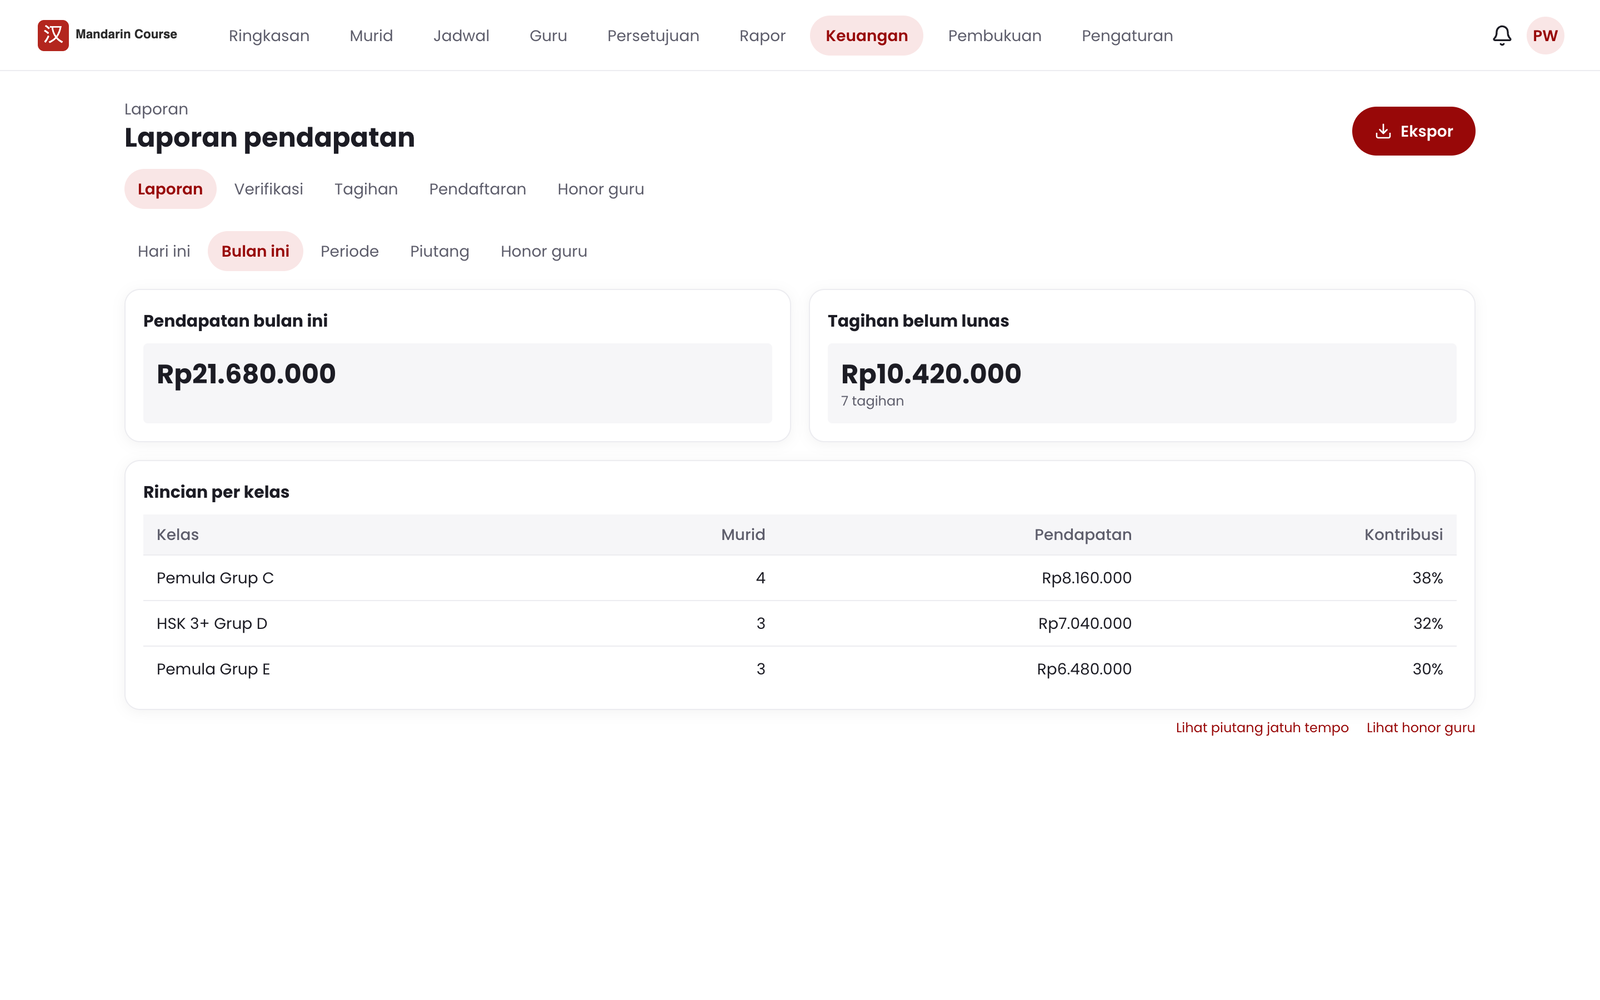 汉 Mandarin Course Ringkasan Murid Jadwal Guru Persetujuan Rapor Keuangan Pembukuan Pengaturan PW
Laporan
Laporan pendapatan
Ekspor
Laporan Verifikasi Tagihan Pendaftaran Honor guru
Hari ini Bulan ini Periode Piutang Honor guru
Pendapatan bulan ini
Rp21.680.000
Tagihan belum lunas
Rp10.420.000
7 tagihan
Rincian per kelas
Kelas Murid Pendapatan Kontribusi
Pemula Grup C 4 Rp8.160.000 38%
HSK 3+ Grup D 3 Rp7.040.000 32%
Pemula Grup E 3 Rp6.480.000 30%
Lihat piutang jatuh tempo Lihat honor guru